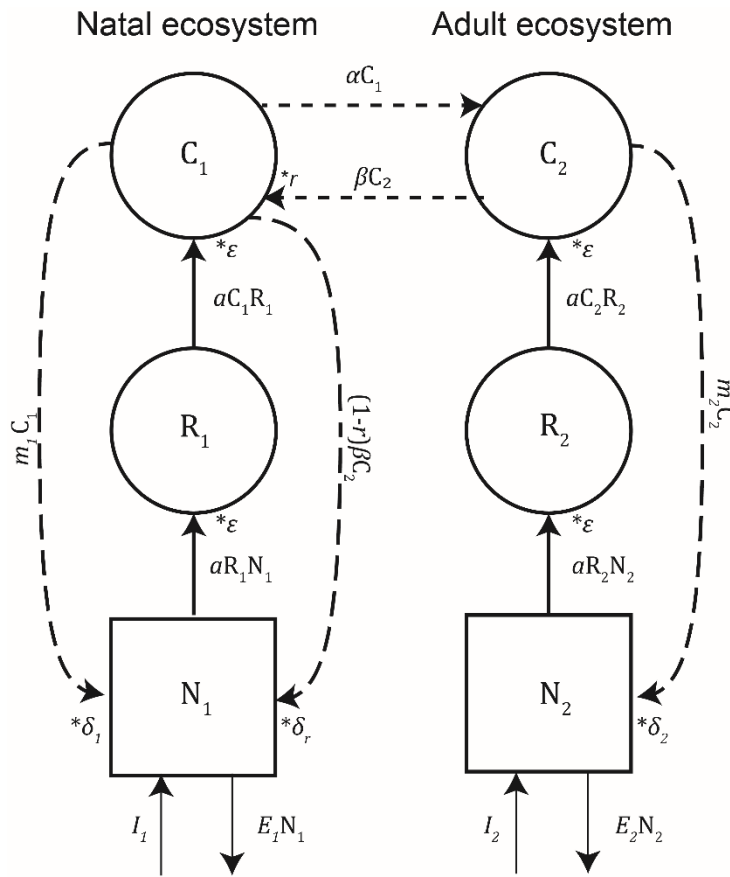 Natal ecosystem
Adult ecosystem
αC₁
C₁
*r
βC₂
C₂
*ε
*ε
aC₁R₁
aC₂R₂
m₁C₁
R₁
(1-r)βC₂
R₂
m₂C₂
*ε
*ε
aR₁N₁
aR₂N₂
N₁
N₂
*δ₁
*δᵣ
*δ₂
I₁
E₁N₁
I₂
E₂N₂